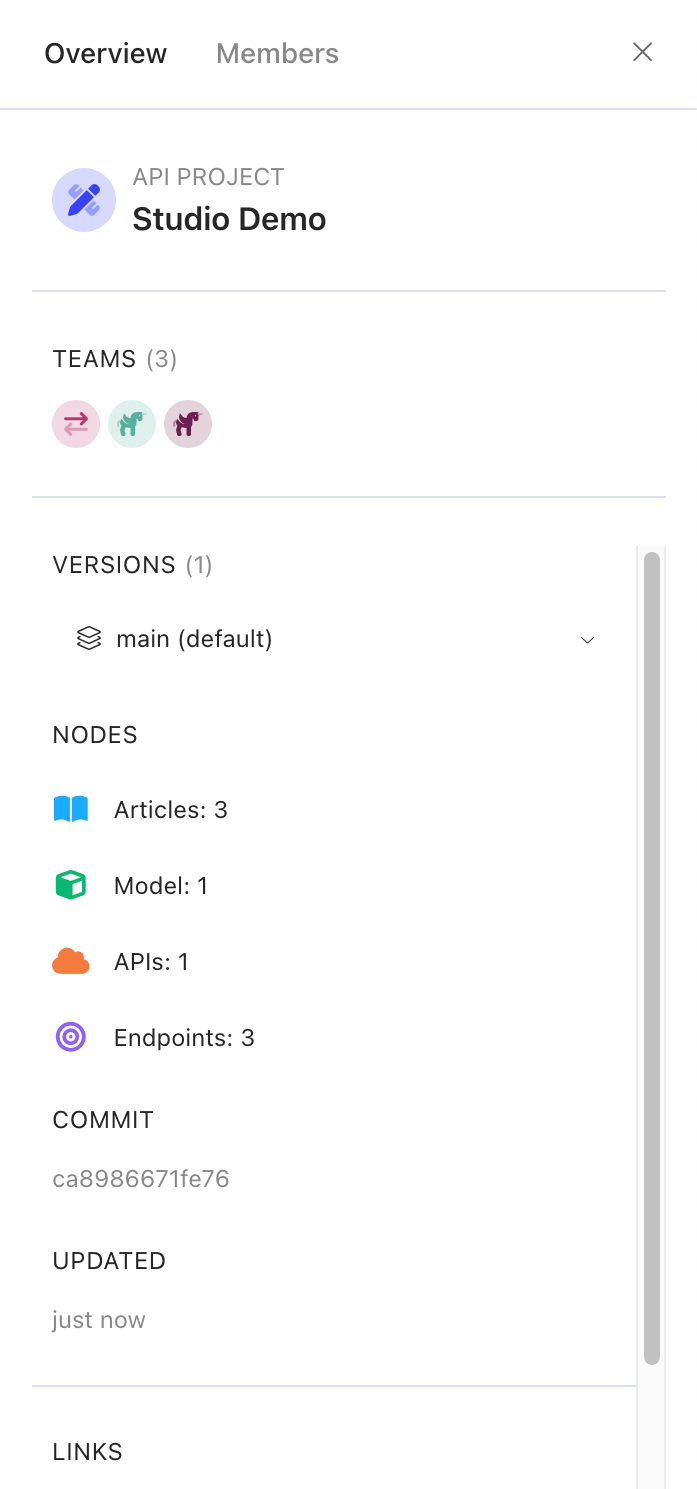 Overview Members
API PROJECT
Studio Demo
TEAMS (3)
VERSIONS (1)
main (default)
NODES
Articles: 3
Model: 1
APIs: 1
Endpoints: 3
COMMIT
ca8986671fe76
UPDATED
just now
LINKS